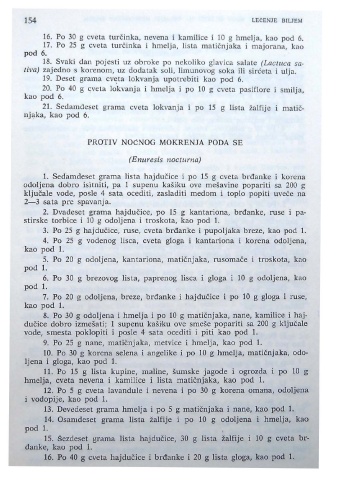 154 LEČENJE BILJEM
16. Po 30 g cveta turčinka, nevena i kamilice i 10 g hmelja, kao pod 6.
17. Po 25 g cveta turčinka i hmelja, lista matičnjaka i majorana, kao
pod 6.
18. Svaki dan pojesti uz obroke po nekoliko glavica salate (Lactuca sa-
tiva) zajedno s korenom, uz dodatak soli, limunovog soka ili sirćeta i ulja.
19. Deset grama cveta lokvanja upotrebiti kao pod 6.
20. Po 40 g cveta lokvanja i hmelja i po 10 g cveta pasiflore i smilja,
kao pod 6.
21. Sedamdeset grama cveta lokvanja i po 15 g lista žalfije i matič-
njaka, kao pod 6.
PROTIV NOĆNOG MOKRENJA PODA SE
(Enuresis nocturna)
1. Sedamdeset grama lista hajdučice i po 15 g cveta brđanke i korena
odoljena dobro isitniti, pa 1 supenu kašiku ove mešavine popariti sa 200 g
ključale vode, posle 4 sata ocediti, zasladiti medom i toplo popiti uveče na
2—3 sata pre spavanja.
2. Dvadeset grama hajdučice, po 15 g kantariona, brđanke, ruse i pa-
stirske torbice i 10 g odoljena i troskota, kao pod 1.
3. Po 25 g hajdučice, ruse, cveta brđanke i pupoljaka breze, kao pod 1.
4. Po 25 g vodenog lisca, cveta gloga i kantariona i korena odoljena,
kao pod 1.
5. Po 20 g odoljena, kantariona, matičnjaka, rusomače i troskota, kao
pod 1.
6. Po 30 g brezovog lista, paprenog lisca i gloga i 10 g odoljena, kao
pod 1.
7. Po 20 g odoljena, breze, brđanke i hajdučice i po 10 g gloga i ruse,
kao pod 1.
8. Po 30 g odoljena i hmelja i po 10 g matičnjaka, nane, kamilice i haj-
dučice dobro izmešati; 1 supenu kašiku ove smeše popariti sa 200 g ključale
vode, smesta poklopiti i posle 4 sata ocediti i piti kao pod 1.
9. Po 25 g nane, matičnjaka, metvice i hmelja, kao pod 1.
10. Po 30 g korena selena i angelike i po 10 g hmelja, matičnjaka, odo-
ljena i gloga, kao pod 1.
11. Po 15 g lista kupine, maline, šumske jagode i ogrozda i po 10 g
hmelja, cveta nevena i kamilice i lista matičnjaka, kao pod 1.
12. Po 5 g cveta lavandule i nevena i po 30 g korena omana, odoljena
i vodopije, kao pod 1.
13. Devedeset grama hmelja i po 5 g matičnjaka i nane, kao pod 1.
14. Osamdeset grama lista žalfije i po 10 g odoljena i hmelja, kao
pod 1.
15. Šezdeset grama lista hajdučice, 30 g lista žalfije i 10 g cveta br-
đanke, kao pod 1.
16. Po 40 g cveta hajdučice i brđanke i 20 g lista gloga, kao pod 1.